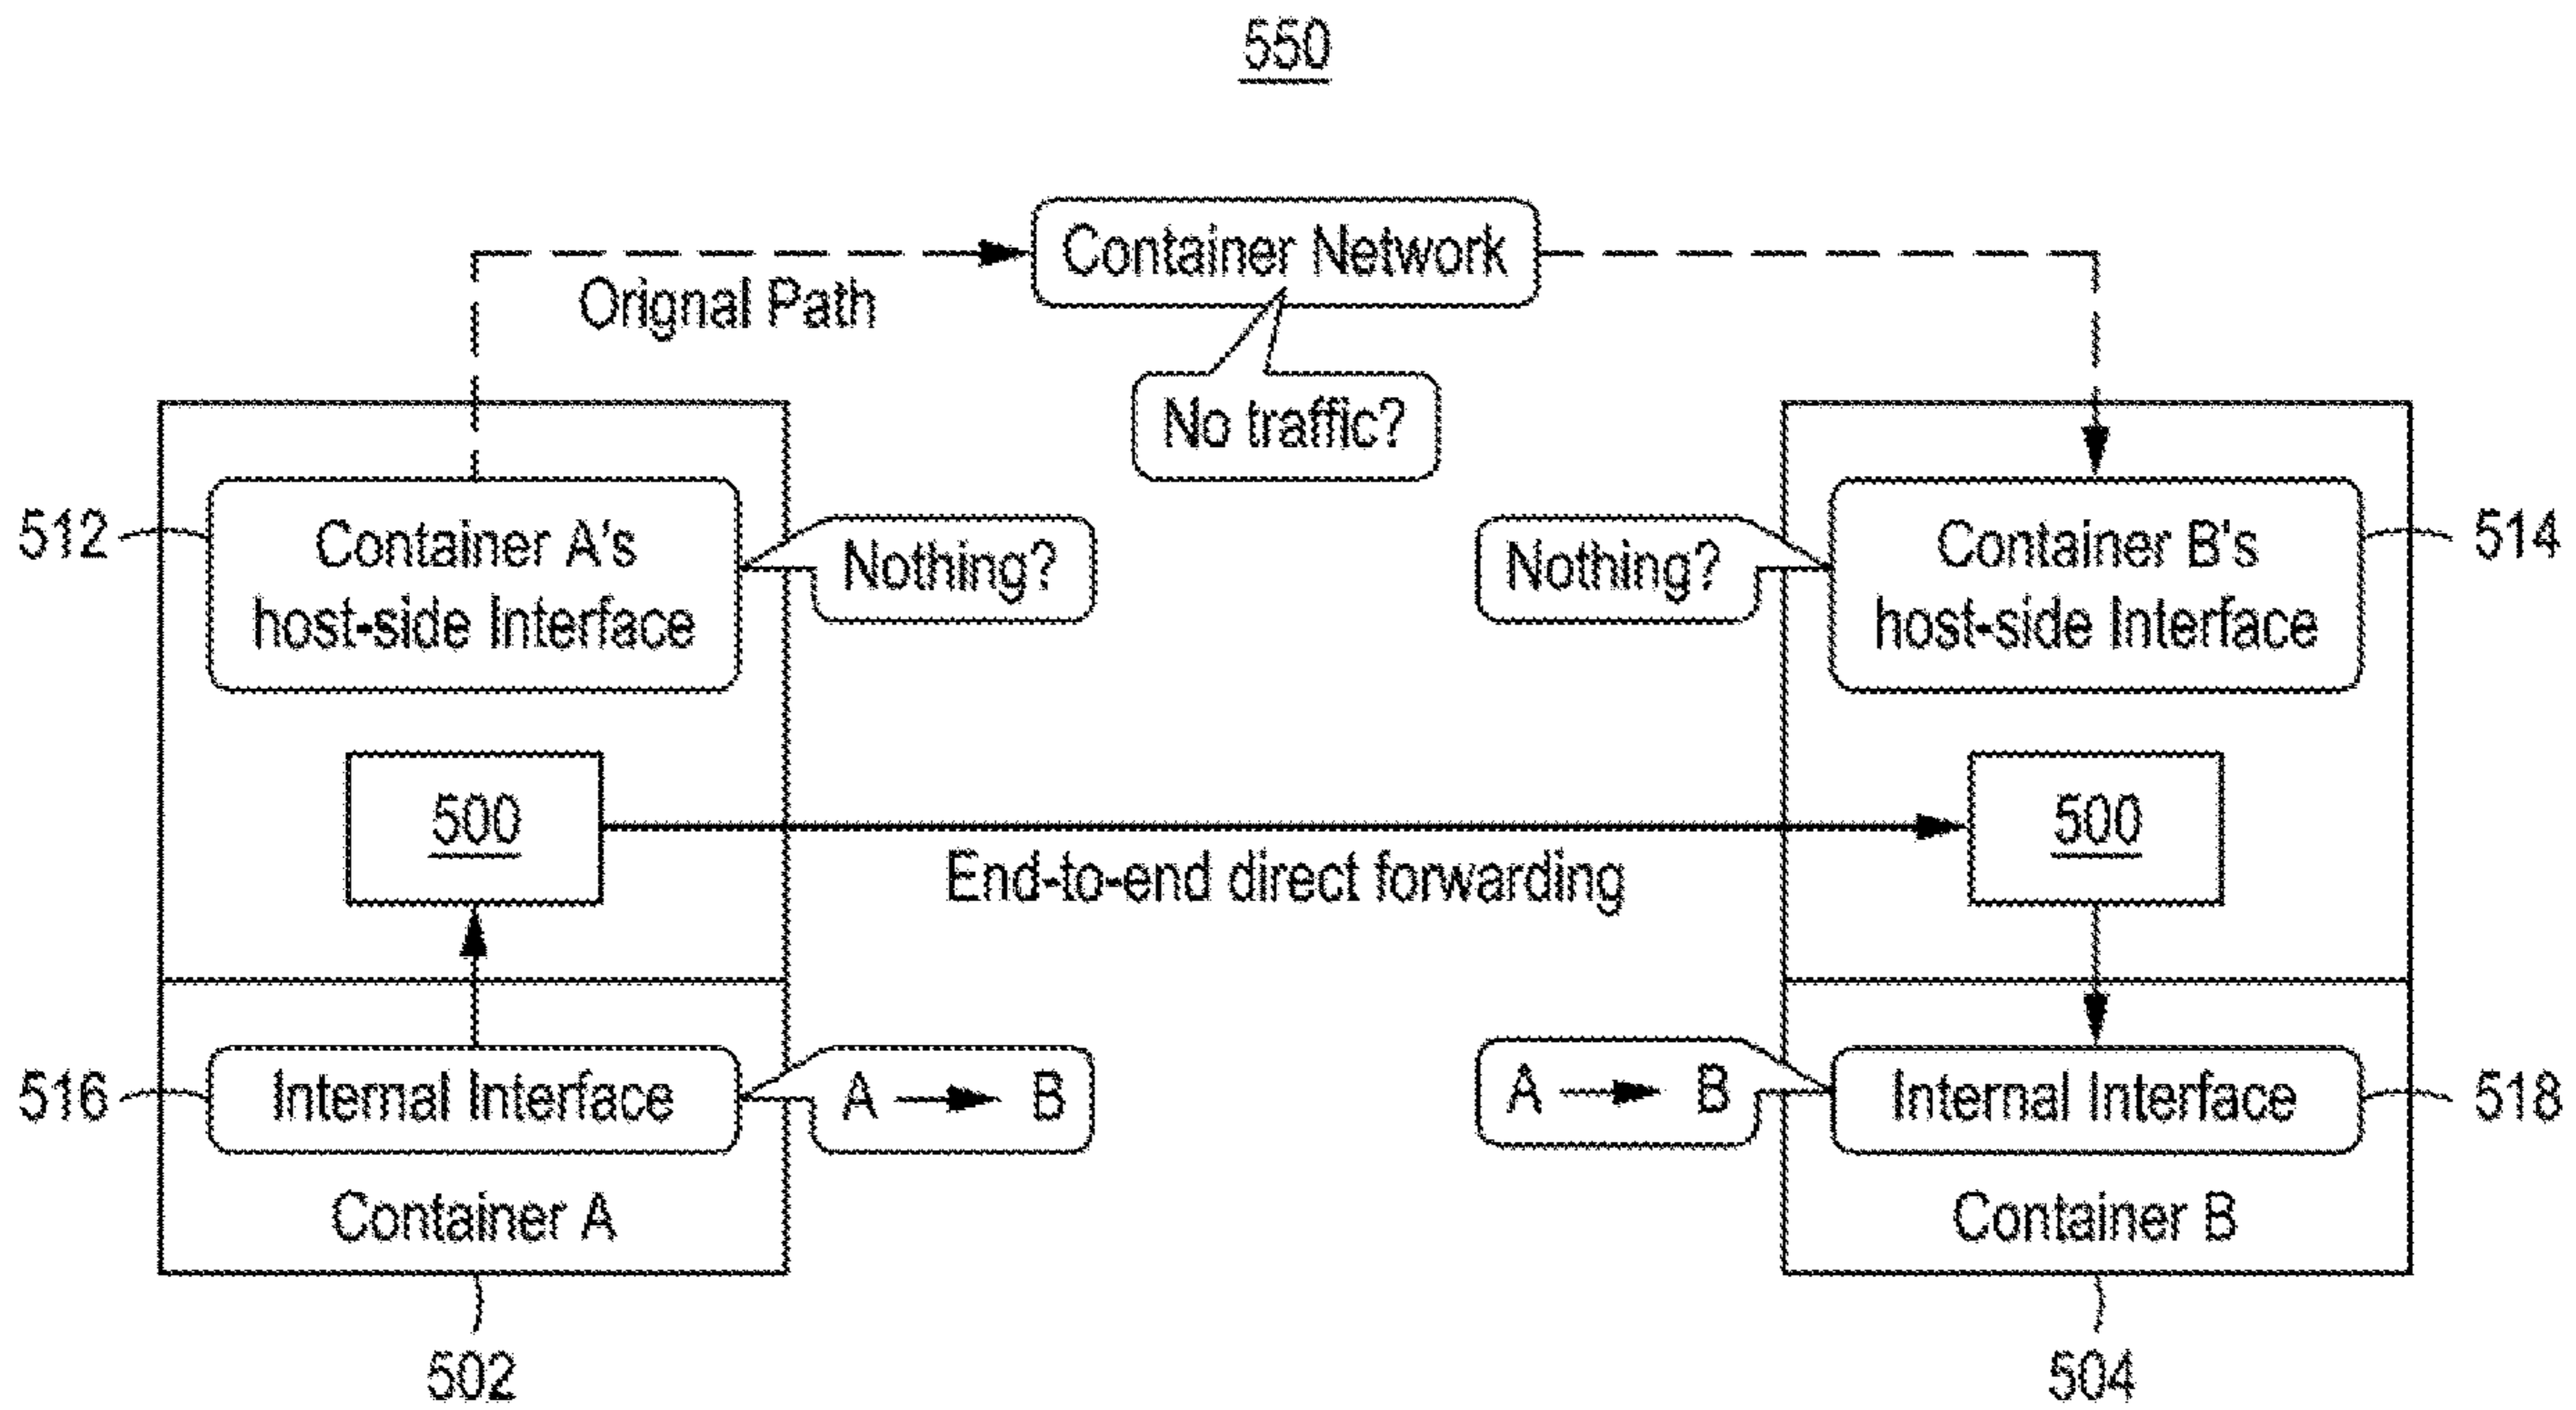 550
Container Network
Orignal Path
No traffic?
512
Container A's
host-side Interface
Nothing?
Nothing?
Container B's
host-side Interface
514
500
End-to-end direct forwarding
500
516
Internal Interface
A B
A B
Internal Interface
518
Container A
Container B
502
504